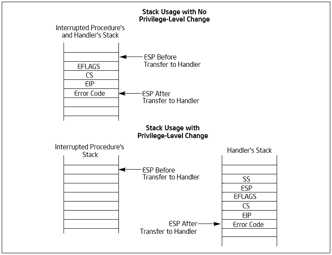 Stack Usage with No
Privilege-Level Change
Interrupted Procedure's
and Handler's Stack
ESP Before
Transfer to Handler
EFLAGS
CS
EIP
Error Code
ESP After
Transfer to Handler
Stack Usage with
Privilege-Level Change
Interrupted Procedure's
Stack
Handler's Stack
ESP Before
Transfer to Handler
SS
ESP
EFLAGS
CS
EIP
ESP After
Transfer to Handler
Error Code